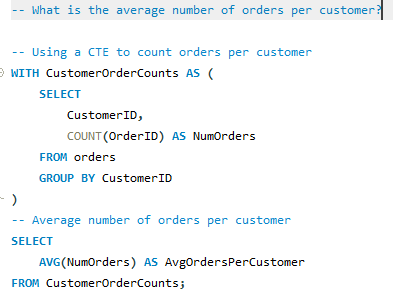 -- What is the average number of orders per customer?
-- Using a CTE to count orders per customer
WITH CustomerOrderCounts AS (
SELECT
CustomerID,
COUNT(OrderID) AS NumOrders
FROM orders
GROUP BY CustomerID
)
-- Average number of orders per customer
SELECT
AVG(NumOrders) AS AvgOrdersPerCustomer
FROM CustomerOrderCounts;